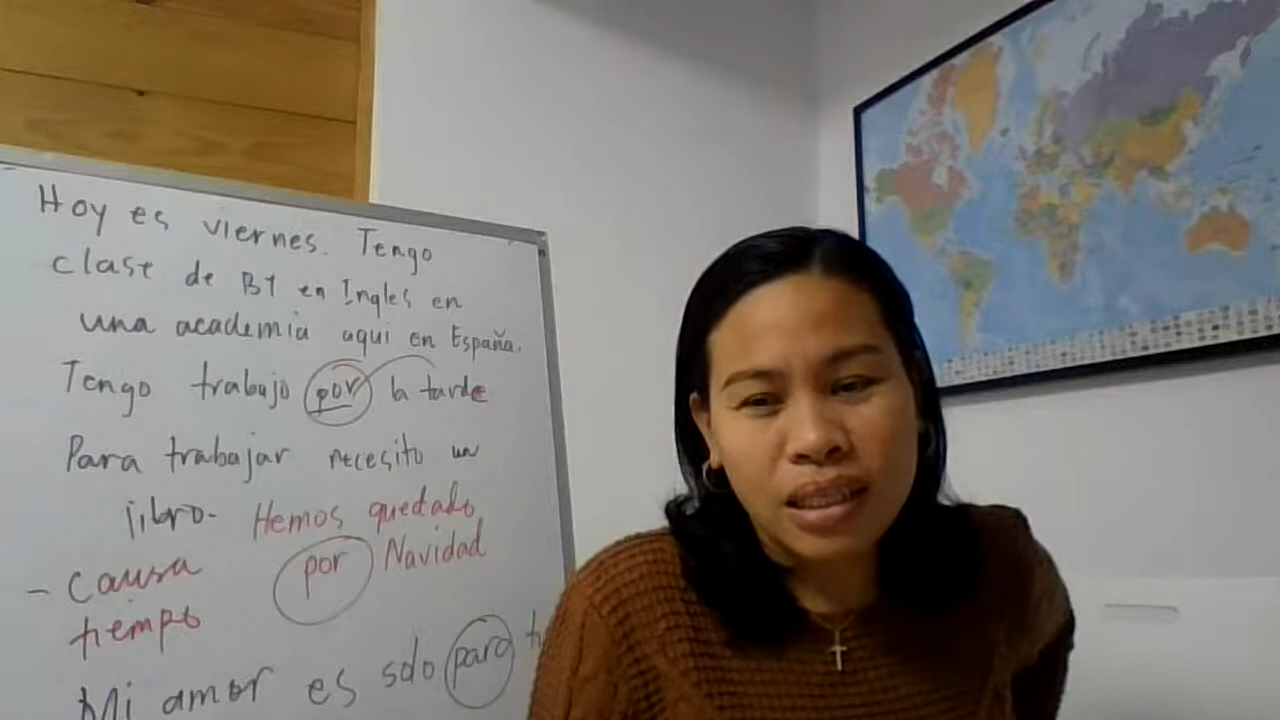 Hoy es viernes. Tengo
clase de B1 en Ingles en
una academia aqui en España.
Tengo trabajo por la tarde
Para trabajar necesito un
libro. Hemos quedado
- causa por Navidad
tiempo
Mi amor es solo para